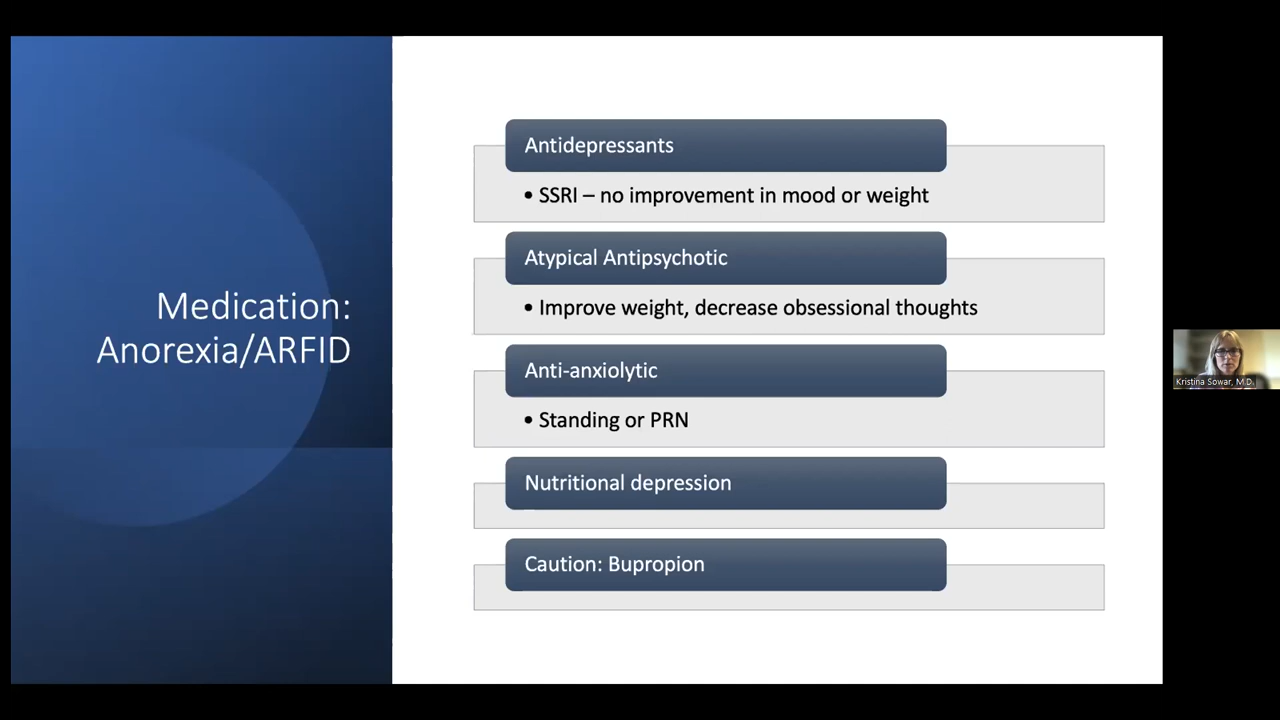 Medication:
Anorexia/ARFID
Antidepressants
• SSRI – no improvement in mood or weight
Atypical Antipsychotic
• Improve weight, decrease obsessional thoughts
Anti-anxiolytic
• Standing or PRN
Nutritional depression
Caution: Bupropion
Kristina Sowar, M.D.